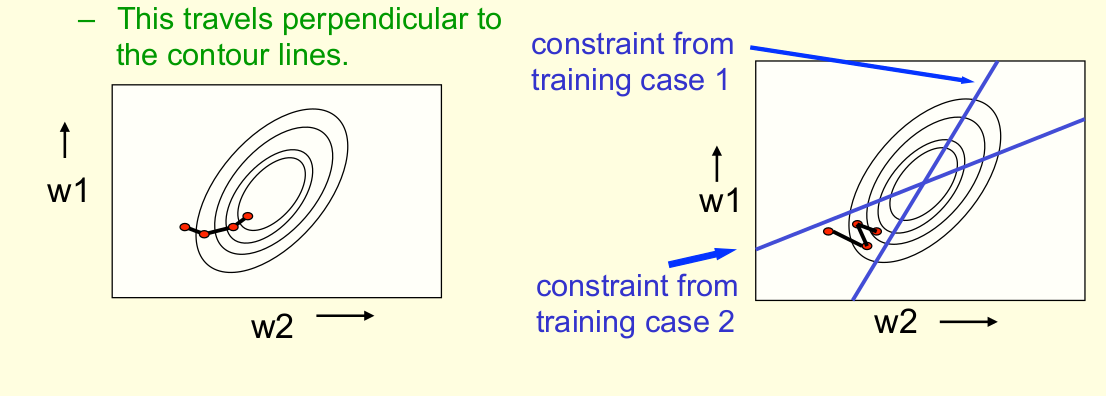 – This travels perpendicular to
the contour lines.
w1
w2
constraint from
training case 1
w1
constraint from
training case 2
w2